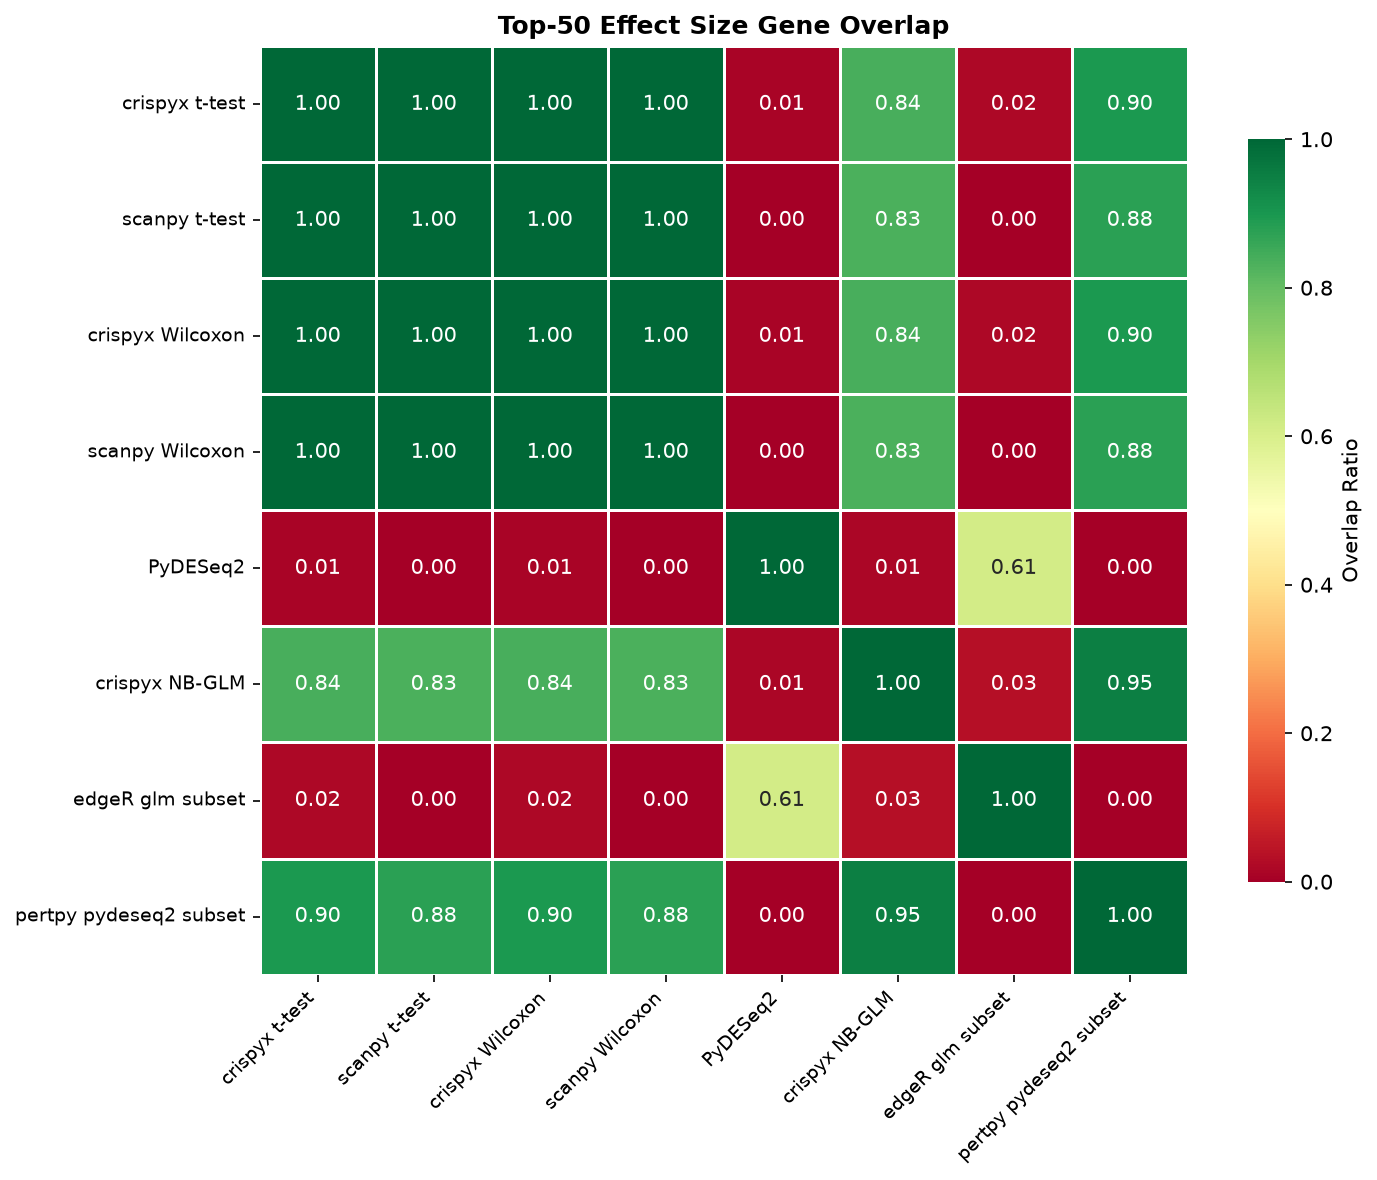 Top-50 Effect Size Gene Overlap
crispyx t-test 1.00 1.00 1.00 1.00 0.01 0.84 0.02 0.90
scanpy t-test 1.00 1.00 1.00 1.00 0.00 0.83 0.00 0.88
crispyx Wilcoxon 1.00 1.00 1.00 1.00 0.01 0.84 0.02 0.90
scanpy Wilcoxon 1.00 1.00 1.00 1.00 0.00 0.83 0.00 0.88
PyDESeq2 0.01 0.00 0.01 0.00 1.00 0.01 0.61 0.00
crispyx NB-GLM 0.84 0.83 0.84 0.83 0.01 1.00 0.03 0.95
edgeR glm subset 0.02 0.00 0.02 0.00 0.61 0.03 1.00 0.00
pertpy pydeseq2 subset 0.90 0.88 0.90 0.88 0.00 0.95 0.00 1.00
crispyx t-test
scanpy t-test
crispyx Wilcoxon
scanpy Wilcoxon
PyDESeq2
crispyx NB-GLM
edgeR glm subset
pertpy pydeseq2 subset
1.0
0.8
0.6
0.4
0.2
0.0
Overlap Ratio